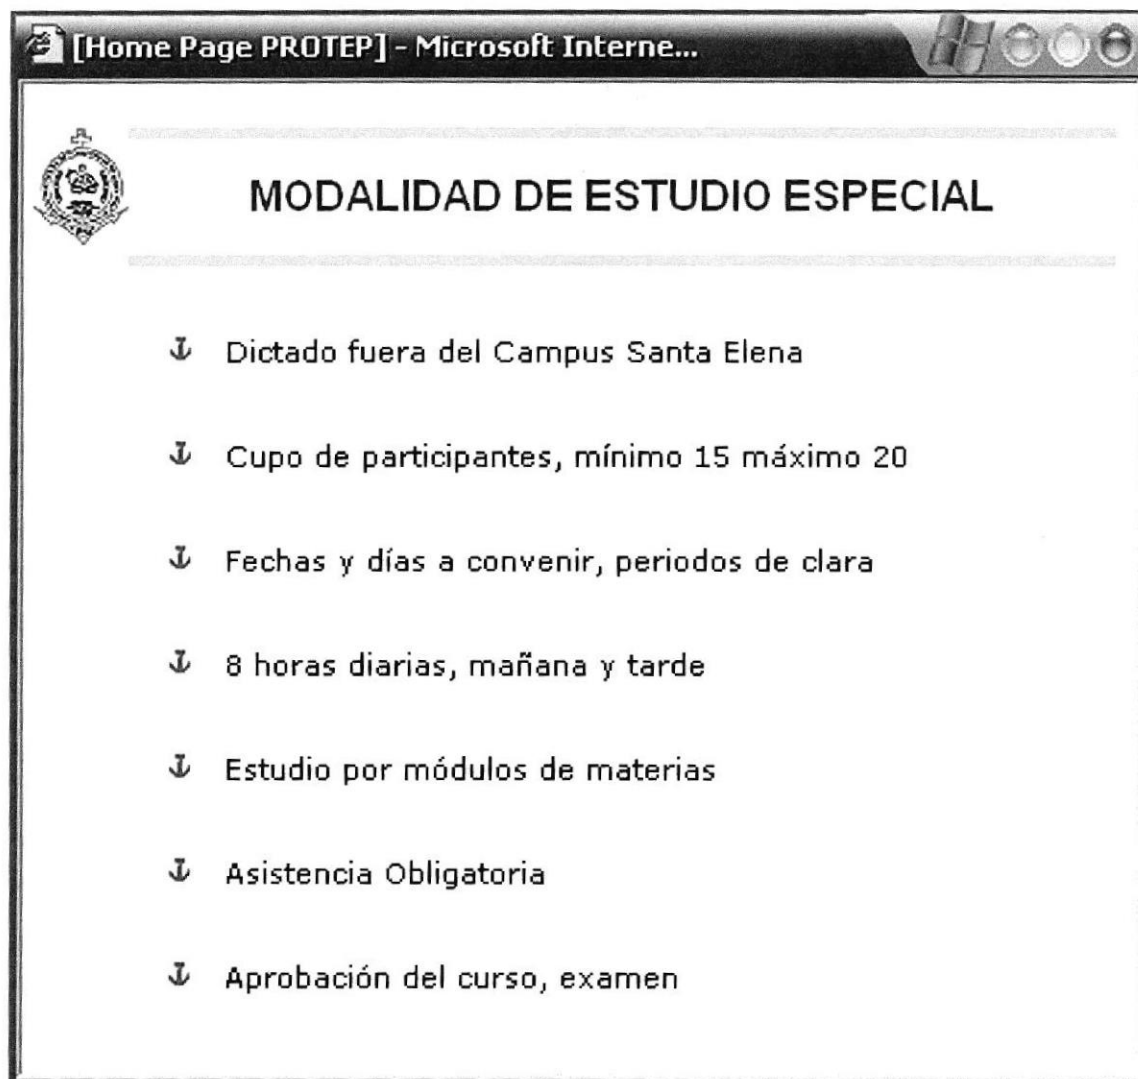 [Home Page PROTEP] - Microsoft Interne...
MODALIDAD DE ESTUDIO ESPECIAL
Dictado fuera del Campus Santa Elena
Cupo de participantes, mínimo 15 máximo 20
Fechas y días a convenir, periodos de clara
8 horas diarias, mañana y tarde
Estudio por módulos de materias
Asistencia Obligatoria
Aprobación del curso, examen